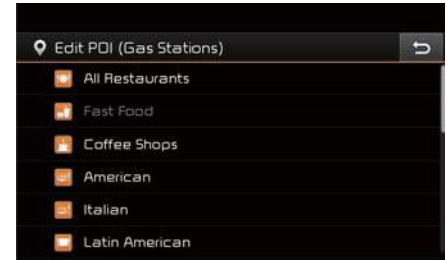 Edit POI (Gas Stations)
All Restaurants
Fast Food
Coffee Shops
American
Italian
Latin American